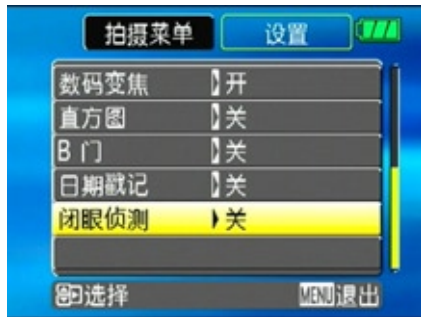 拍摄菜单 设置
数码变焦 开
直方图 关
B 门 关
日期戳记 关
闭眼侦测 关
选择 MENU退出